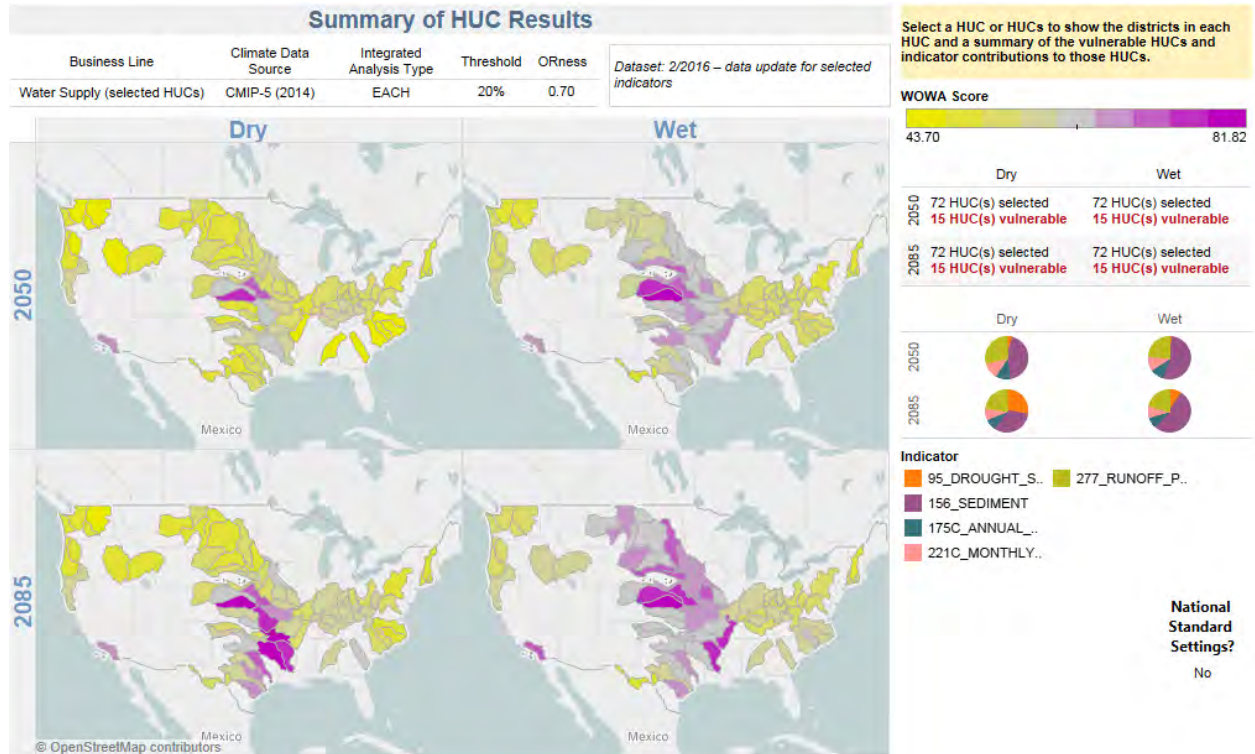 Summary of HUC Results
Business Line
Climate Data
Source
Integrated
Analysis Type
Threshold
ORness
Water Supply (selected HUCs)
CMIP-5 (2014)
EACH
20%
0.70
Dataset: 2/2016 – data update for selected
indicators
Dry
Wet
2050
2085
Mexico
Mexico
Mexico
Mexico
© OpenStreetMap contributors
Select a HUC or HUCs to show the districts in each
HUC and a summary of the vulnerable HUCs and
indicator contributions to those HUCs.
WOWA Score
43.70
81.82
Dry
Wet
2050
72 HUC(s) selected
15 HUC(s) vulnerable
72 HUC(s) selected
15 HUC(s) vulnerable
2085
72 HUC(s) selected
15 HUC(s) vulnerable
72 HUC(s) selected
15 HUC(s) vulnerable
Dry
Wet
2050
2085
Indicator
95_DROUGHT_S..
277_RUNOFF_P..
156_SEDIMENT
175C_ANNUAL_..
221C_MONTHLY..
National
Standard
Settings?
No